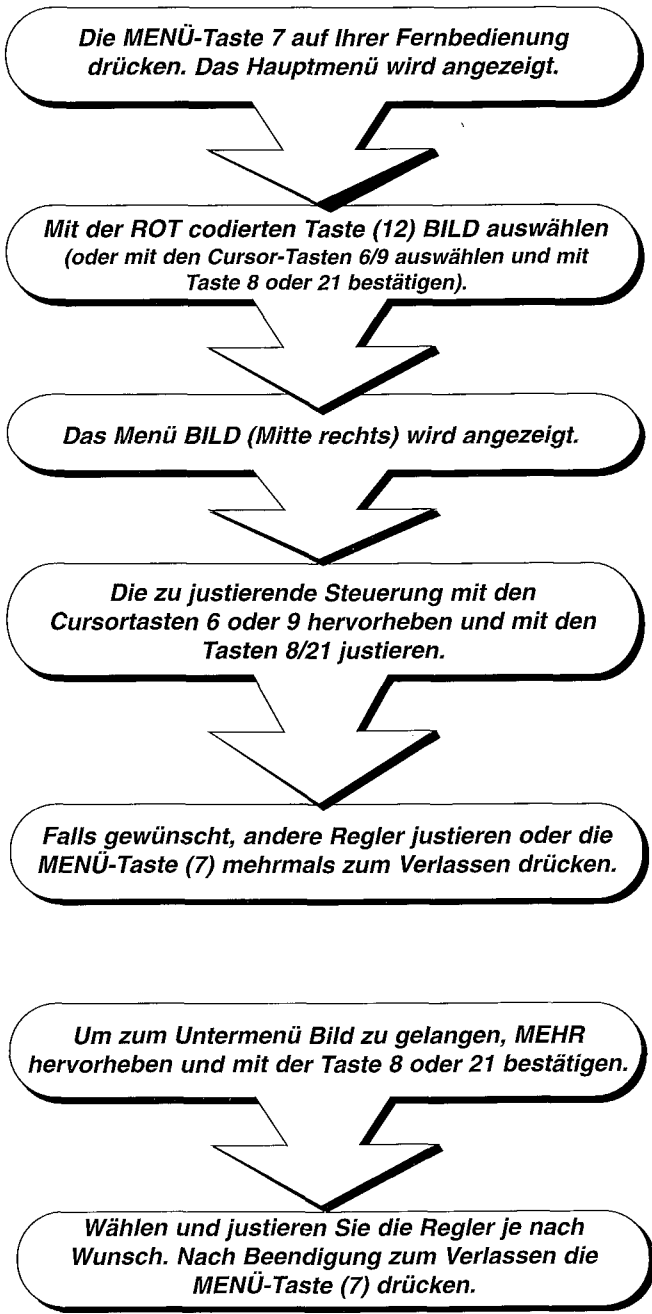 Die MENÜ-Taste 7 auf Ihrer Fernbedienung
drücken. Das Hauptmenü wird angezeigt.
Mit der ROT codierten Taste (12) BILD auswählen
(oder mit den Cursor-Tasten 6/9 auswählen und mit
Taste 8 oder 21 bestätigen).
Das Menü BILD (Mitte rechts) wird angezeigt.
Die zu justierende Steuerung mit den
Cursortasten 6 oder 9 hervorheben und mit den
Tasten 8/21 justieren.
Falls gewünscht, andere Regler justieren oder die
MENÜ-Taste (7) mehrmals zum Verlassen drücken.
Um zum Untermenü Bild zu gelangen, MEHR
hervorheben und mit der Taste 8 oder 21 bestätigen.
Wählen und justieren Sie die Regler je nach
Wunsch. Nach Beendigung zum Verlassen die
MENÜ-Taste (7) drücken.